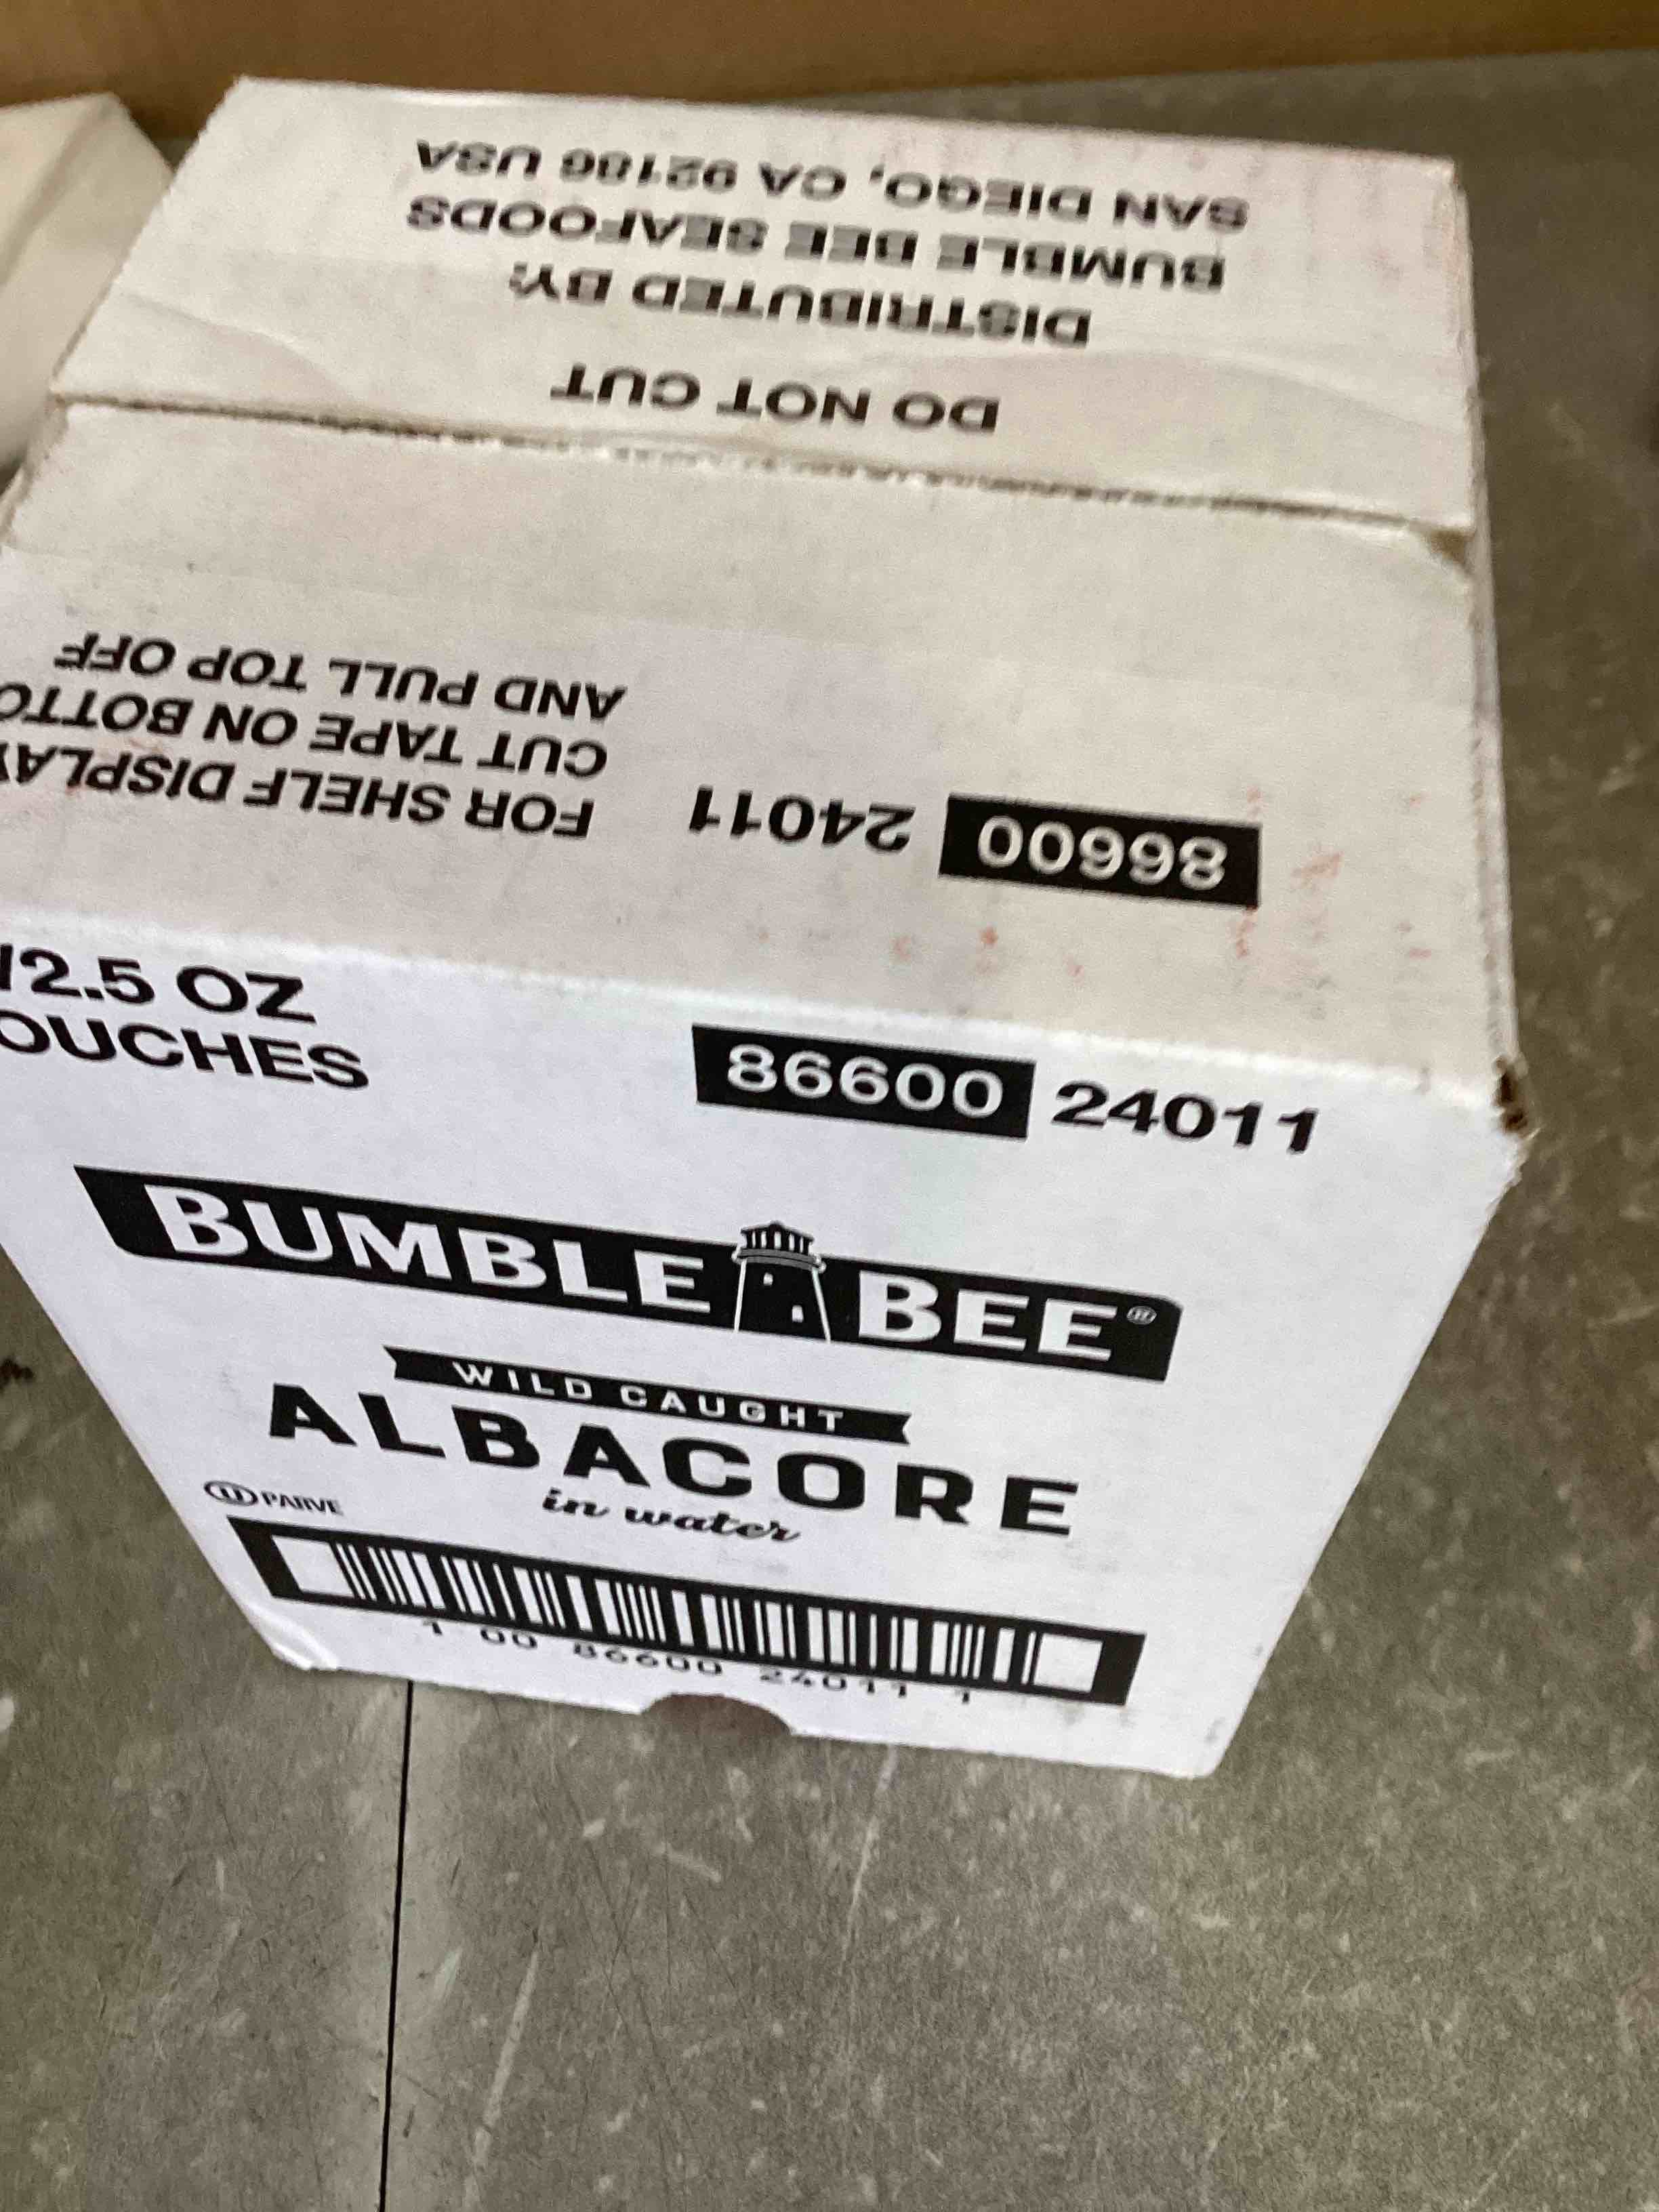 DO NOT CUT
DISTRIBUTED BY:
BUMBLE BEE SEAFOODS
SAN DIEGO, CA 92186 USA
86600 24011
FOR SHELF DISPLAY
CUT TAPE ON BOTTO
AND PULL TOP OFF
/2.5 OZ
OUCHES
86600 24011
BUMBLE BEE®
WILD CAUGHT
ALBACORE
in water
U PARVE
1 00 86600 24011 1